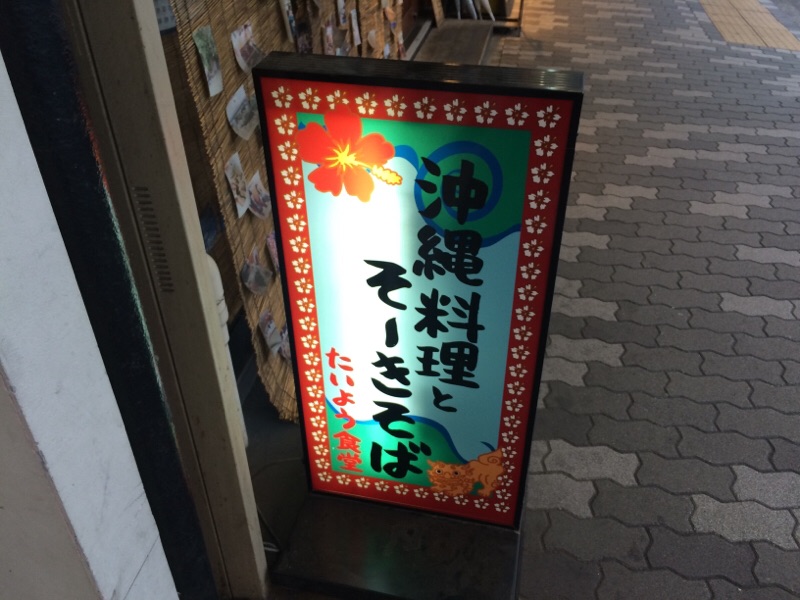 沖縄料理と
そーきそば
たいよう食堂